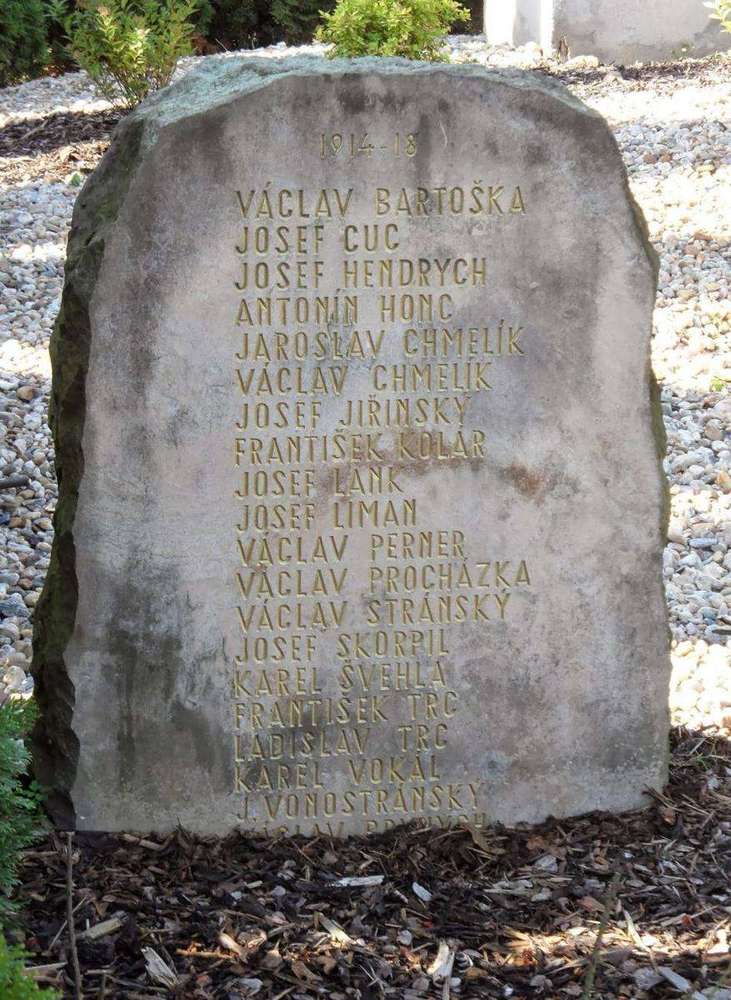 1914-18
VÁCLAV BARTOŠKA
JOSEF CUC
JOSEF HENDRYCH
ANTONÍN HONC
JAROSLAV CHMELÍK
VÁCLAV CHMELÍK
JOSEF JIŘINSKÝ
FRANTIŠEK KOLÁŘ
JOSEF LANK
JOSEF LIMAN
VÁCLAV PERNER
VÁCLAV PROCHÁZKA
VÁCLAV STRÁNSKÝ
JOSEF SKORPIL
KAREL ŠVEHLA
FRANTIŠEK TRC
LADISLAV TRC
KAREL VOKÁL
J. VONOSTRÁNSKÝ
VÁCLAV